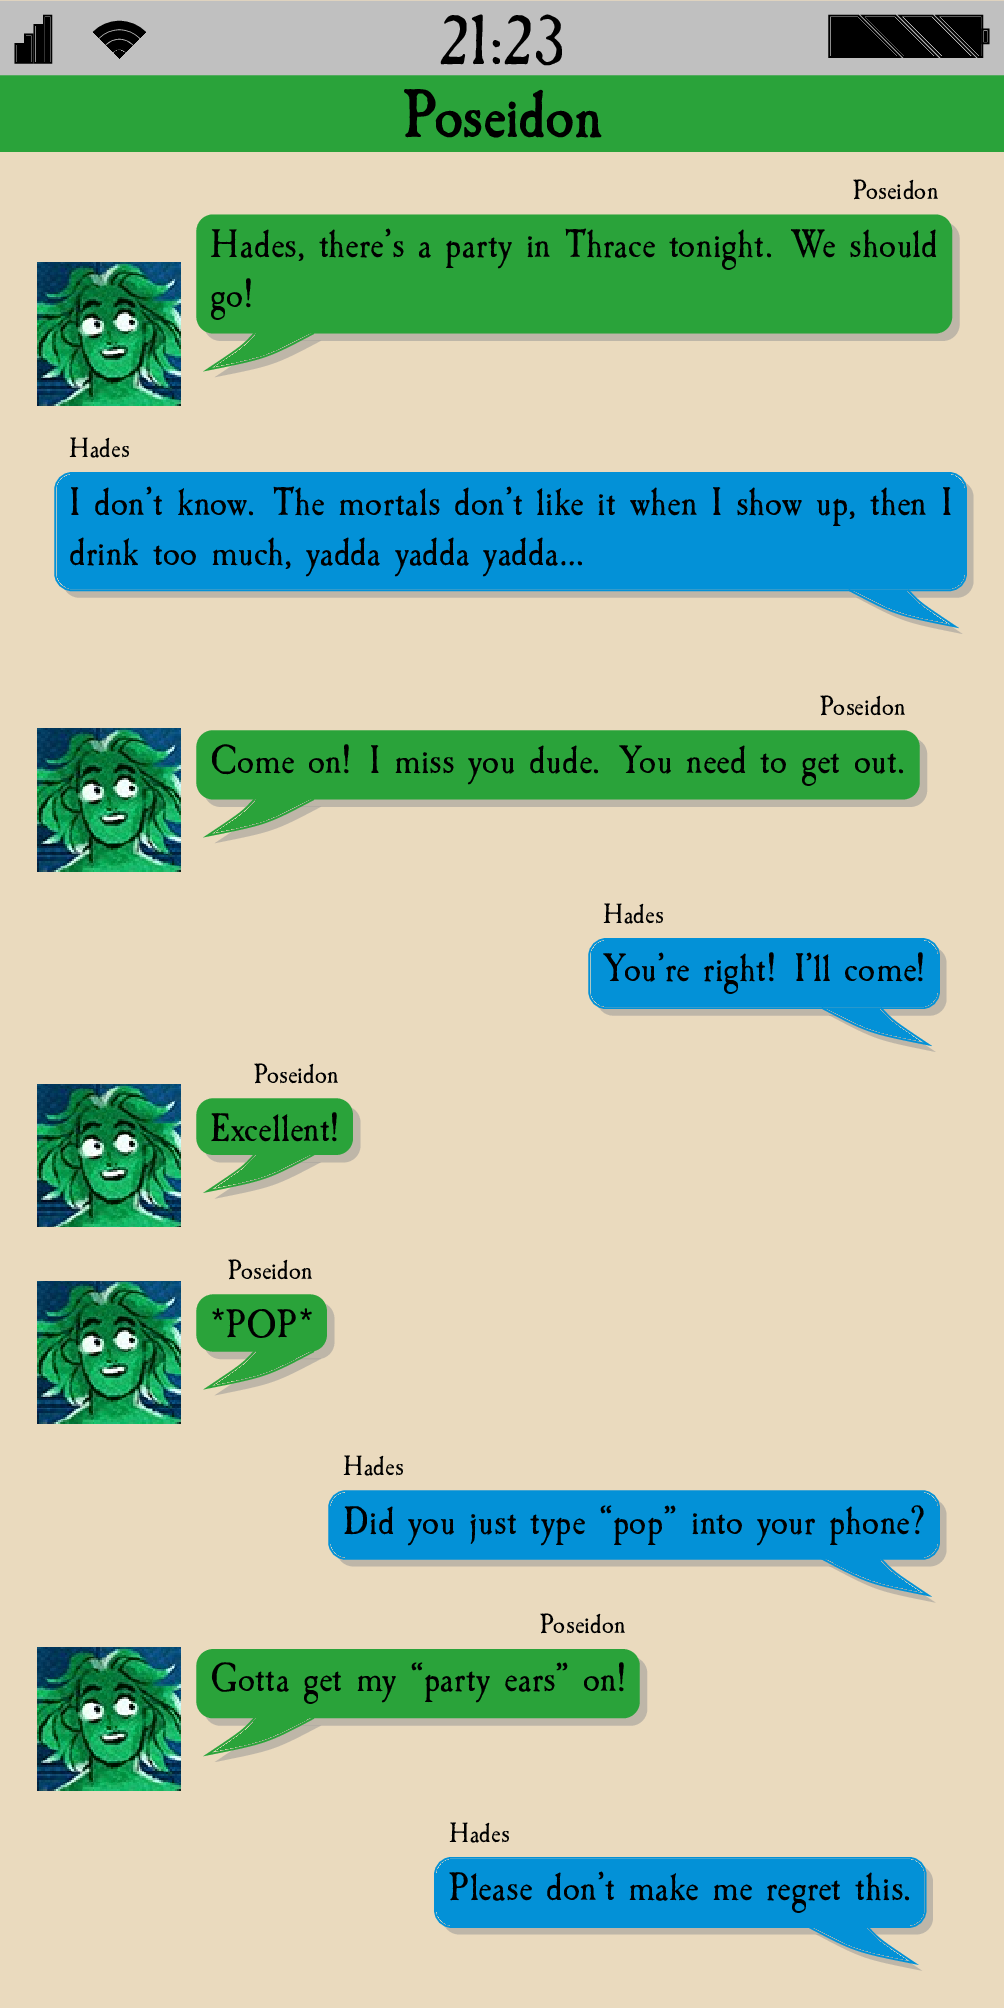 21:23
Poseidon
Poseidon
Hades, there's a party in Thrace tonight. We should
go!
Hades
I don't know. The mortals don't like it when I show up, then I
drink too much, yadda yadda yadda...
Poseidon
Come on! I miss you dude. You need to get out.
Hades
You're right! I'll come!
Poseidon
Excellent!
Poseidon
*POP*
Hades
Did you just type “pop” into your phone?
Poseidon
Gotta get my “party ears” on!
Hades
Please don't make me regret this.